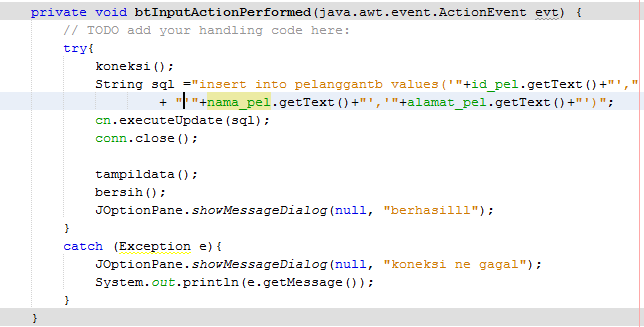 private void btInputActionPerformed(java.awt.event.ActionEvent evt) {
// TODO add your handling code here:
try{
koneksi();
String sql ="insert into pelanggantb values('"+id_pel.getText()+"',"
+ "'"+nama_pel.getText()+"','"+alamat_pel.getText()+"')";
cn.executeUpdate(sql);
conn.close();
tampildata();
bersih();
JOptionPane.showMessageDialog(null, "berhasilll");
}
catch (Exception e){
JOptionPane.showMessageDialog(null, "koneksi ne gagal");
System.out.println(e.getMessage());
}
}